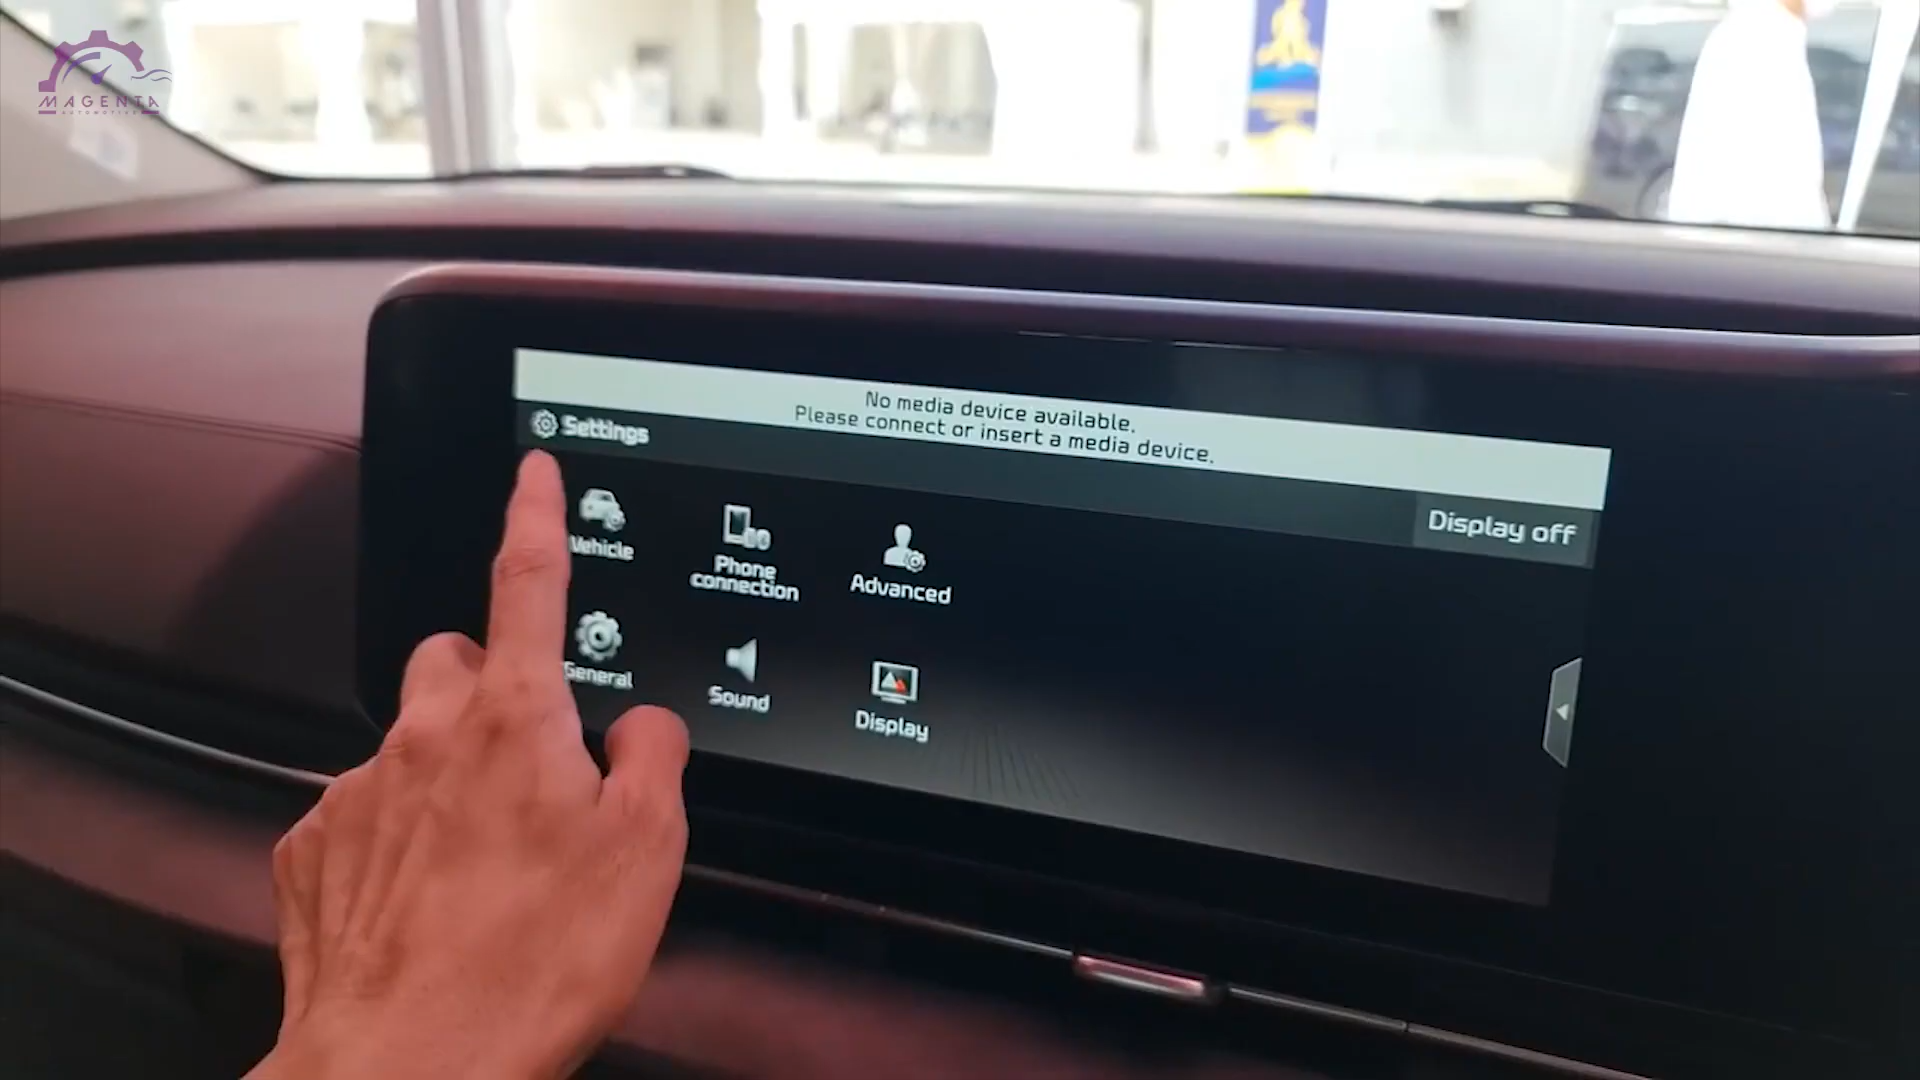 MAGENTA
AUTOMOTIVE
No media device available.
Please connect or insert a media device.
Settings
Display off
Vehicle
Phone
connection
Advanced
General
Sound
Display